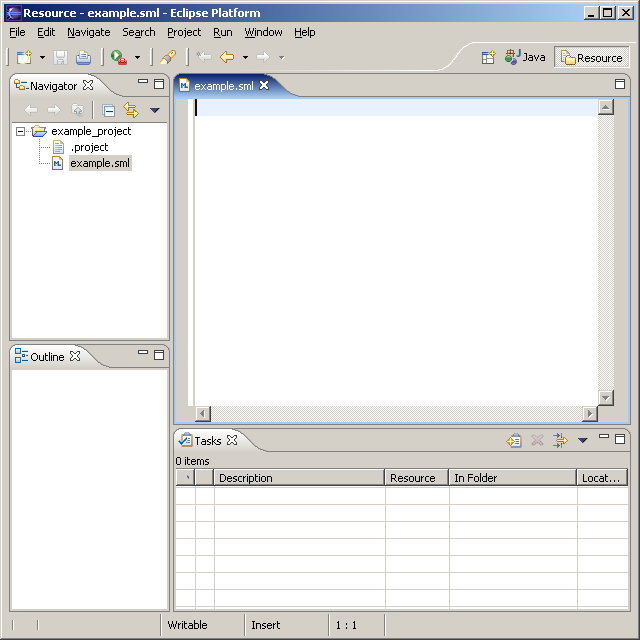 Resource - example.sml - Eclipse Platform
File Edit Navigate Search Project Run Window Help
Java Resource
Navigator
example.sml
example_project
.project
example.sml
Outline
Tasks
0 items
Description Resource In Folder Locat...
Writable Insert 1 : 1